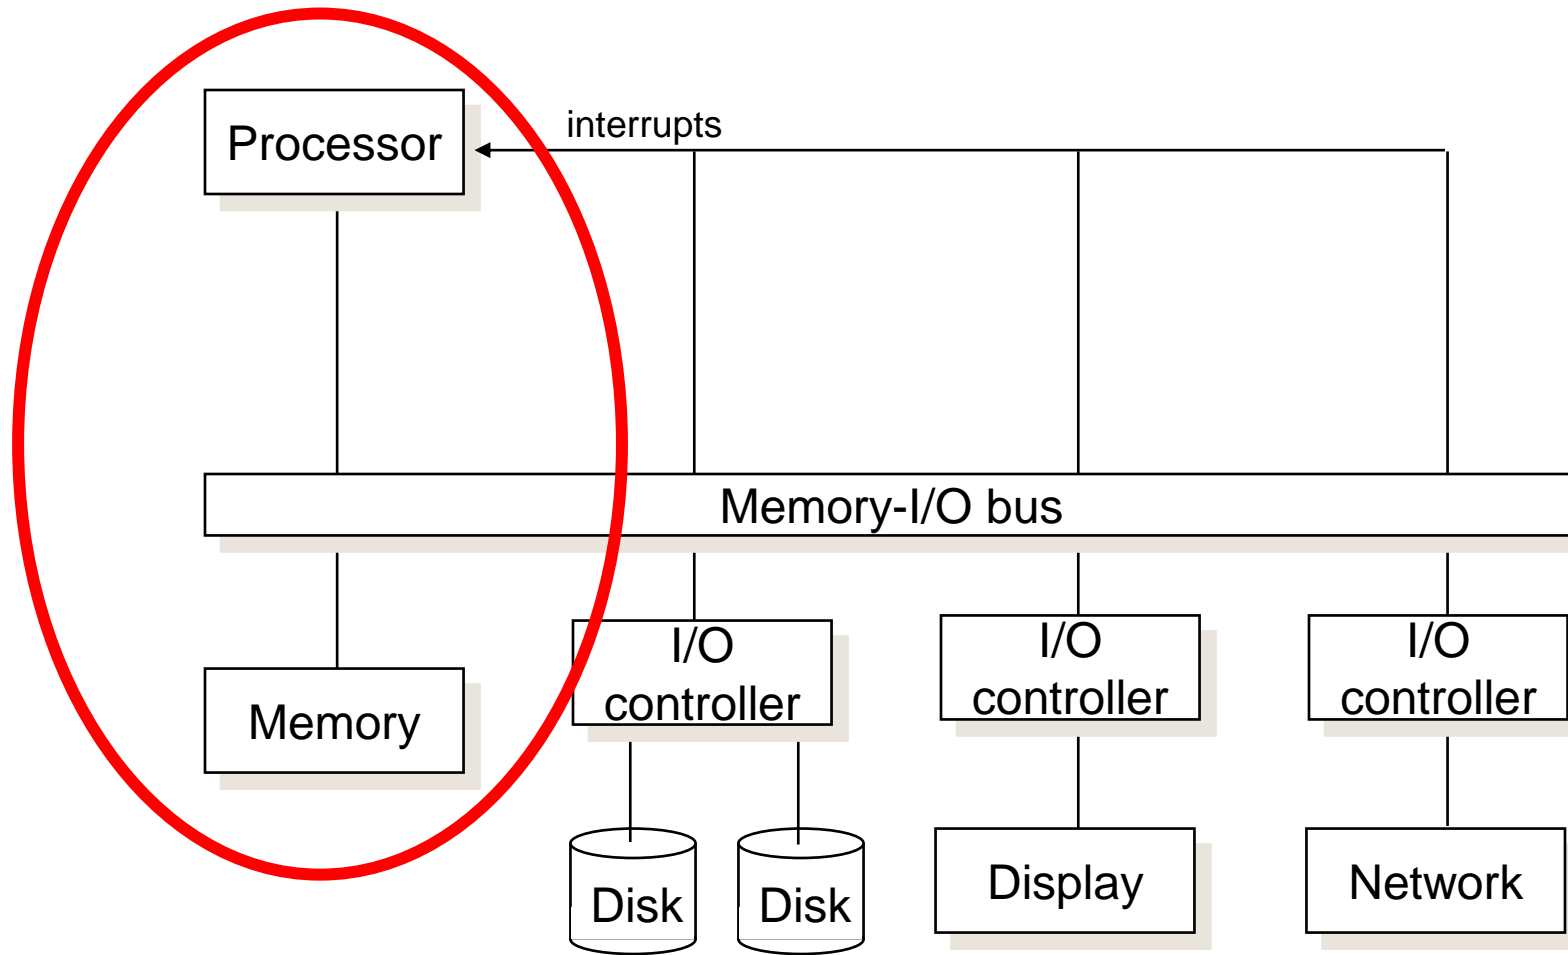 interrupts
Processor
Memory-I/O bus
I/O
controller
I/O
controller
I/O
controller
Memory
Disk
Disk
Display
Network